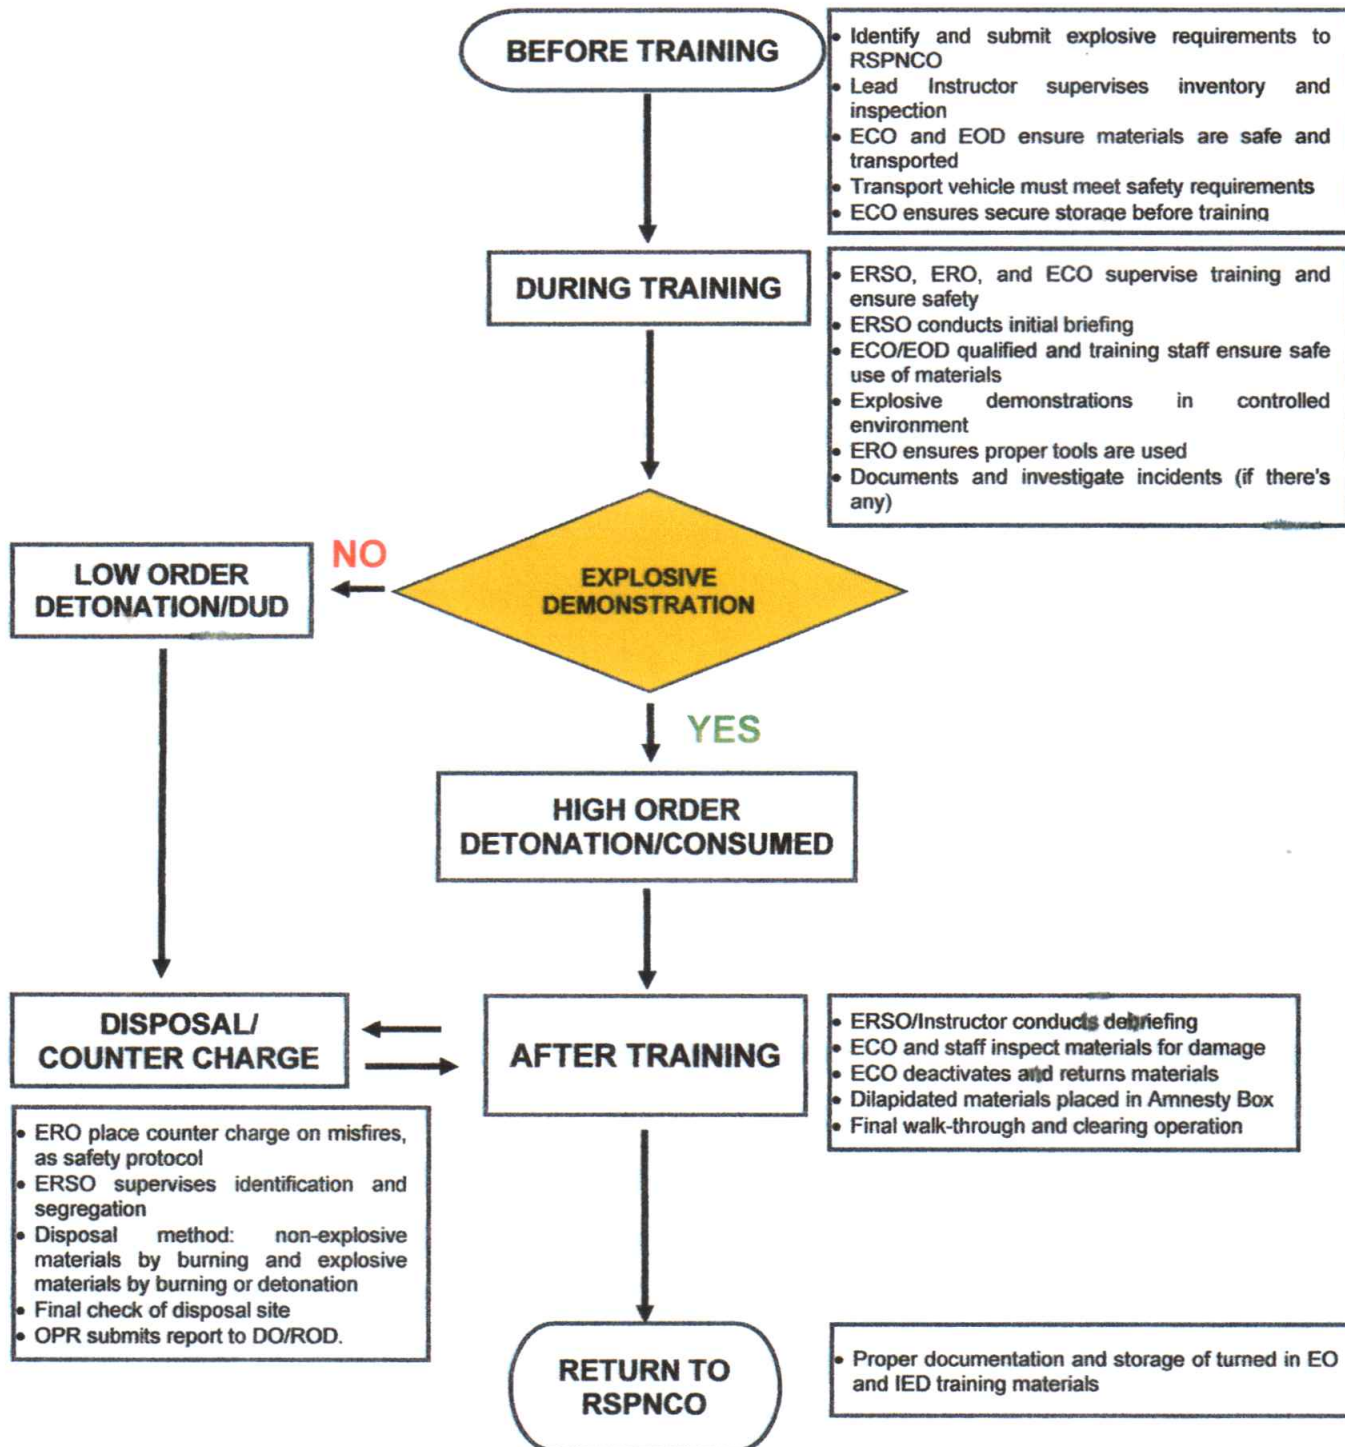 BEFORE TRAINING
• Identify and submit explosive requirements to
RSPNCO
• Lead Instructor supervises inventory and
inspection
• ECO and EOD ensure materials are safe and
transported
• Transport vehicle must meet safety requirements
• ECO ensures secure storage before training
DURING TRAINING
• ERSO, ERO, and ECO supervise training and
ensure safety
• ERSO conducts initial briefing
• ECO/EOD qualified and training staff ensure safe
use of materials
• Explosive demonstrations in controlled
environment
• ERO ensures proper tools are used
• Documents and investigate incidents (if there's
any)
EXPLOSIVE
DEMONSTRATION
NO
LOW ORDER
DETONATION/DUD
YES
HIGH ORDER
DETONATION/CONSUMED
DISPOSAL/
COUNTER CHARGE
• ERO place counter charge on misfires,
as safety protocol
• ERSO supervises identification and
segregation
• Disposal method: non-explosive
materials by burning and explosive
materials by burning or detonation
• Final check of disposal site
• OPR submits report to DO/ROD.
AFTER TRAINING
• ERSO/Instructor conducts debriefing
• ECO and staff inspect materials for damage
• ECO deactivates and returns materials
• Dilapidated materials placed in Amnesty Box
• Final walk-through and clearing operation
RETURN TO
RSPNCO
• Proper documentation and storage of turned in EO
and IED training materials